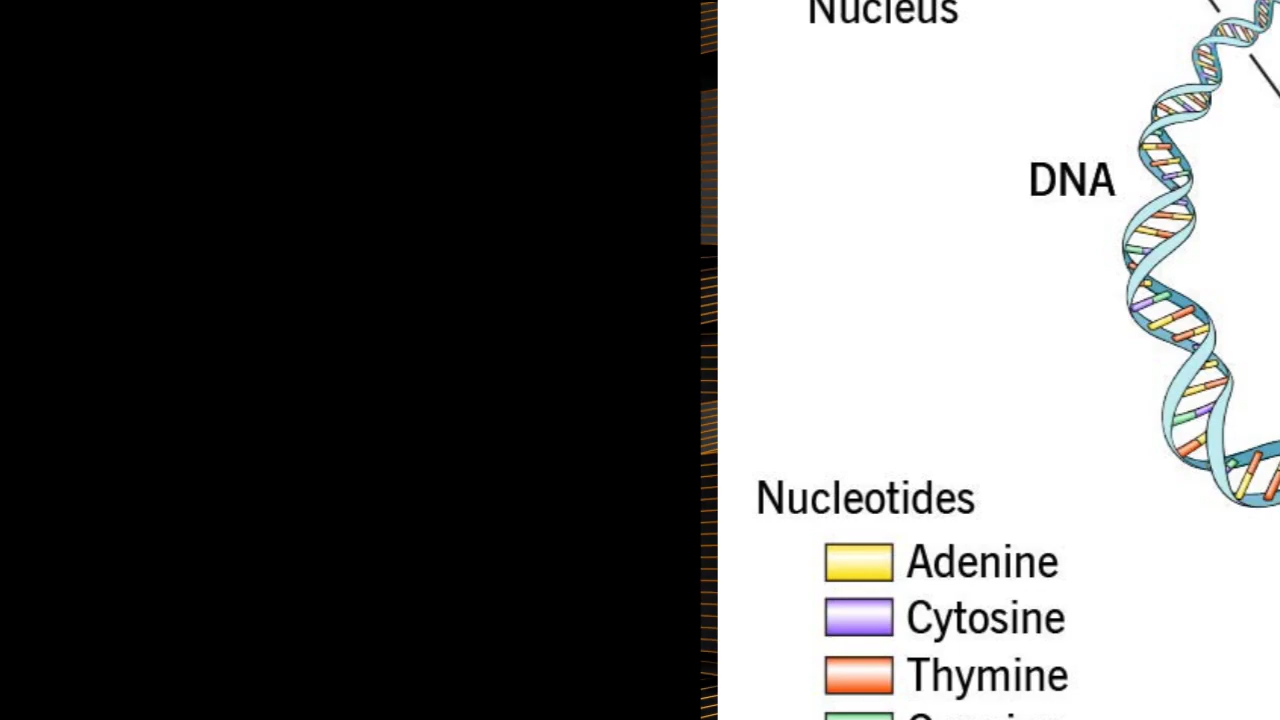 Nucleus
DNA
Nucleotides
Adenine
Cytosine
Thymine